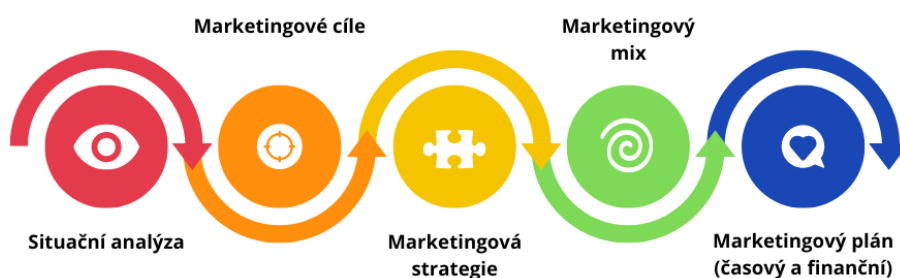 Marketingové cíle
Marketingový
mix
Situační analýza
Marketingová
strategie
Marketingový plán
(časový a finanční)